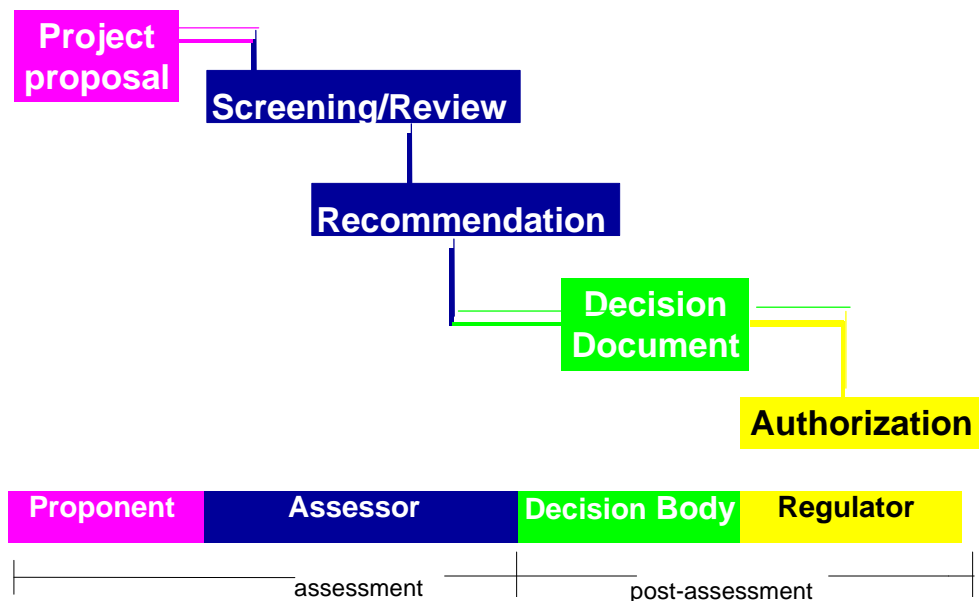 Project
proposal
Screening/Review
Recommendation
Decision
Document
Authorization
Proponent Assessor Decision Body Regulator
assessment post-assessment